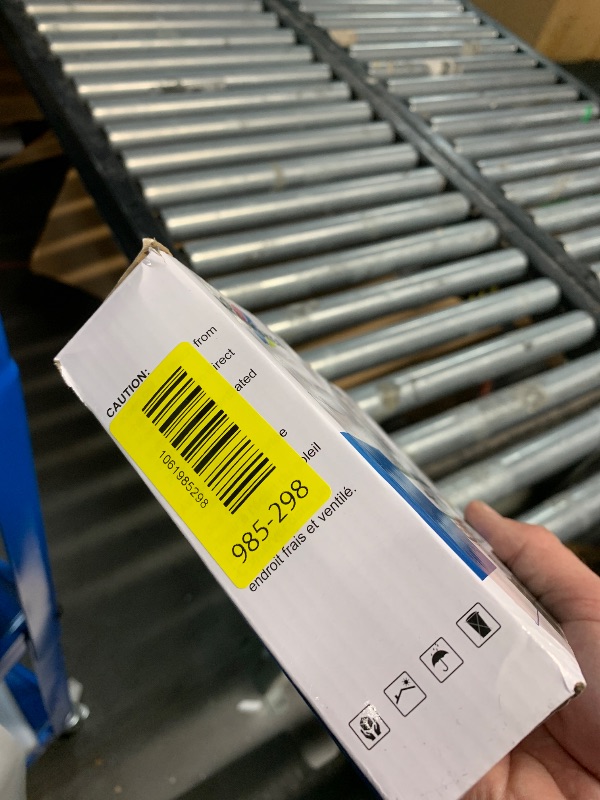 CAUTION:
from
irect
ated
e
oleil
endroit frais et ventilé.
1061985298
985-298